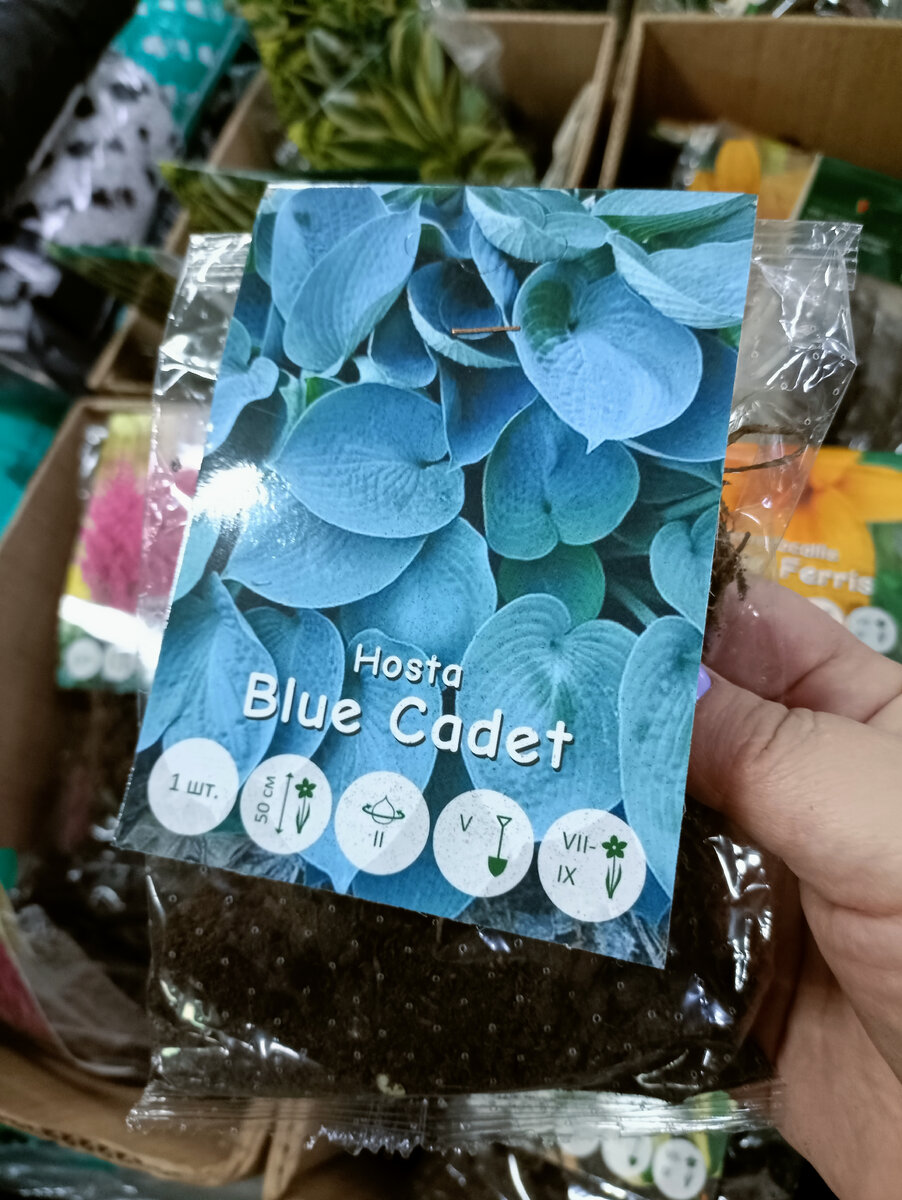 Hosta
Blue Cadet
1 шт.
50 см
II
V
VII-
IX
Ferris